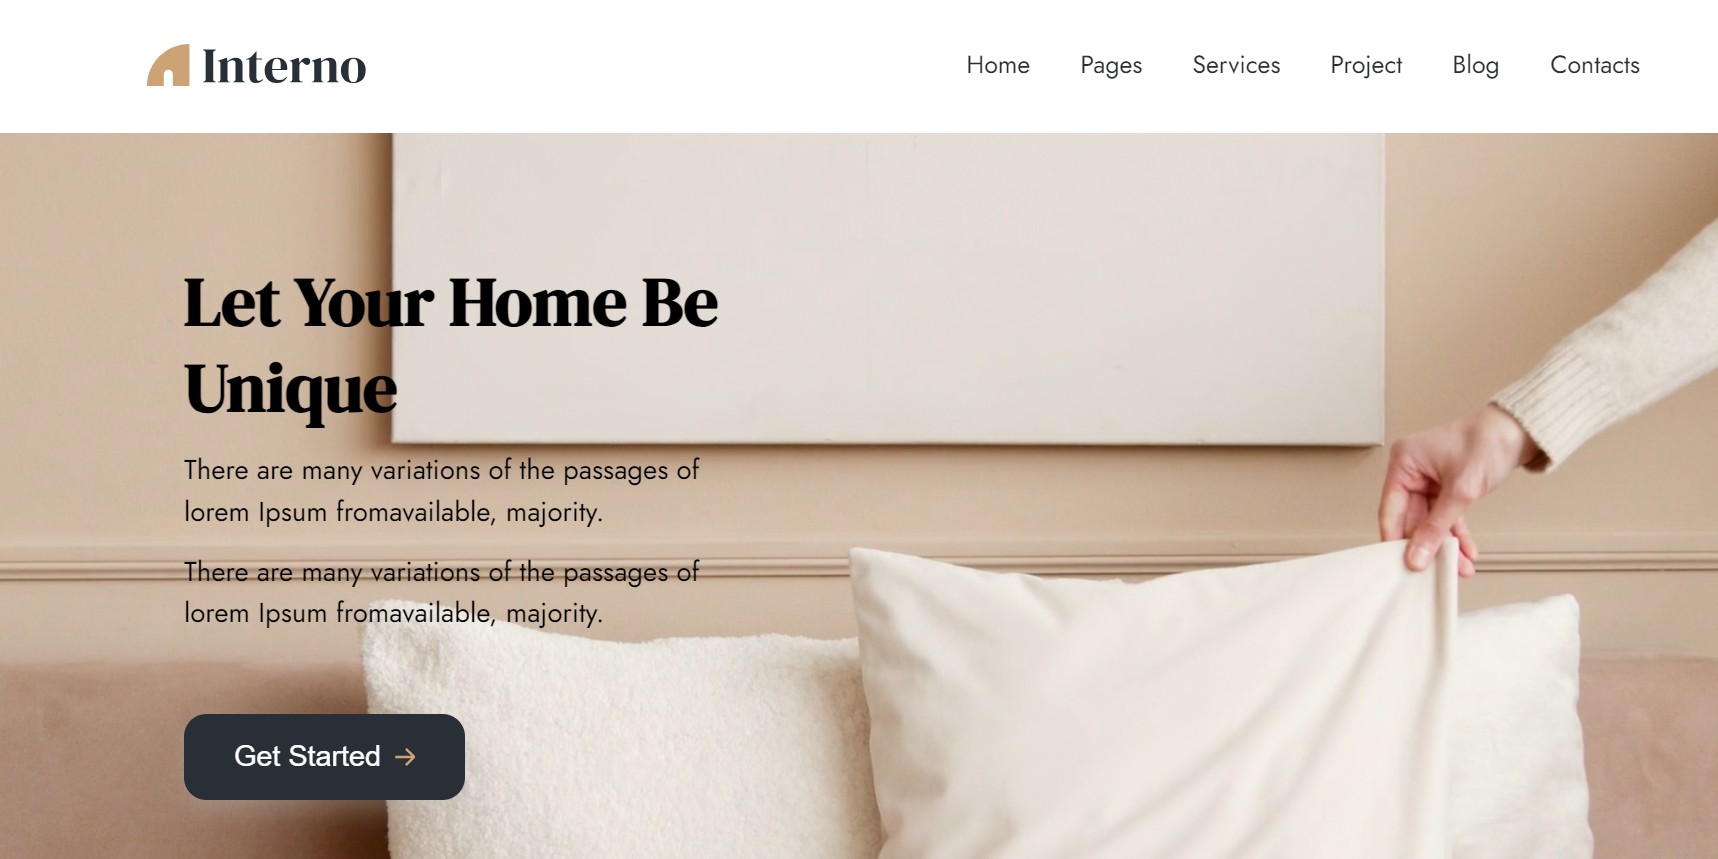 Interno
Home Pages Services Project Blog Contacts
Let Your Home Be
Unique
There are many variations of the passages of
lorem Ipsum fromavailable, majority.
There are many variations of the passages of
lorem Ipsum fromavailable, majority.
Get Started →